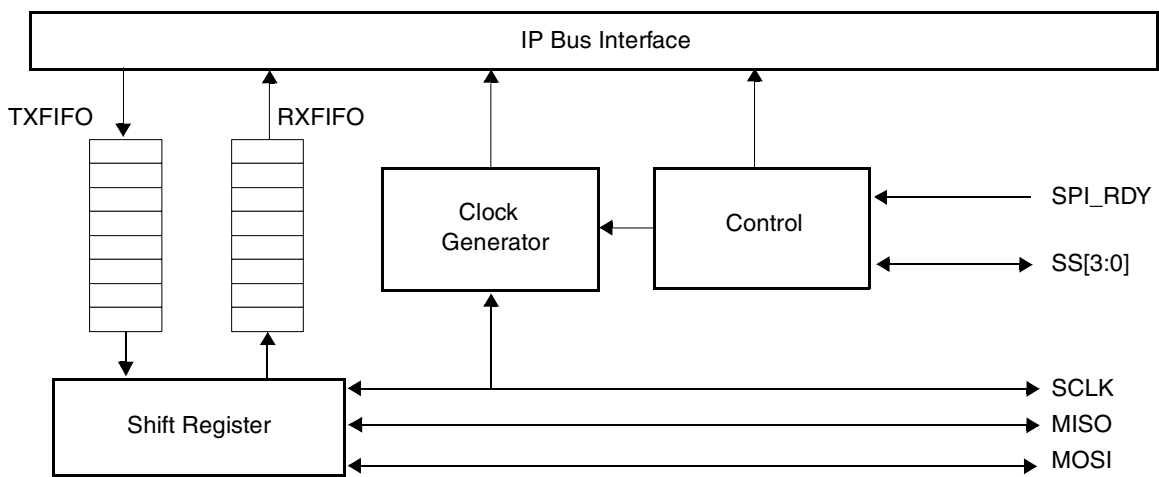 IP Bus Interface
TXFIFO
RXFIFO
Clock
Generator
Control
SPI_RDY
SS[3:0]
Shift Register
SCLK
MISO
MOSI